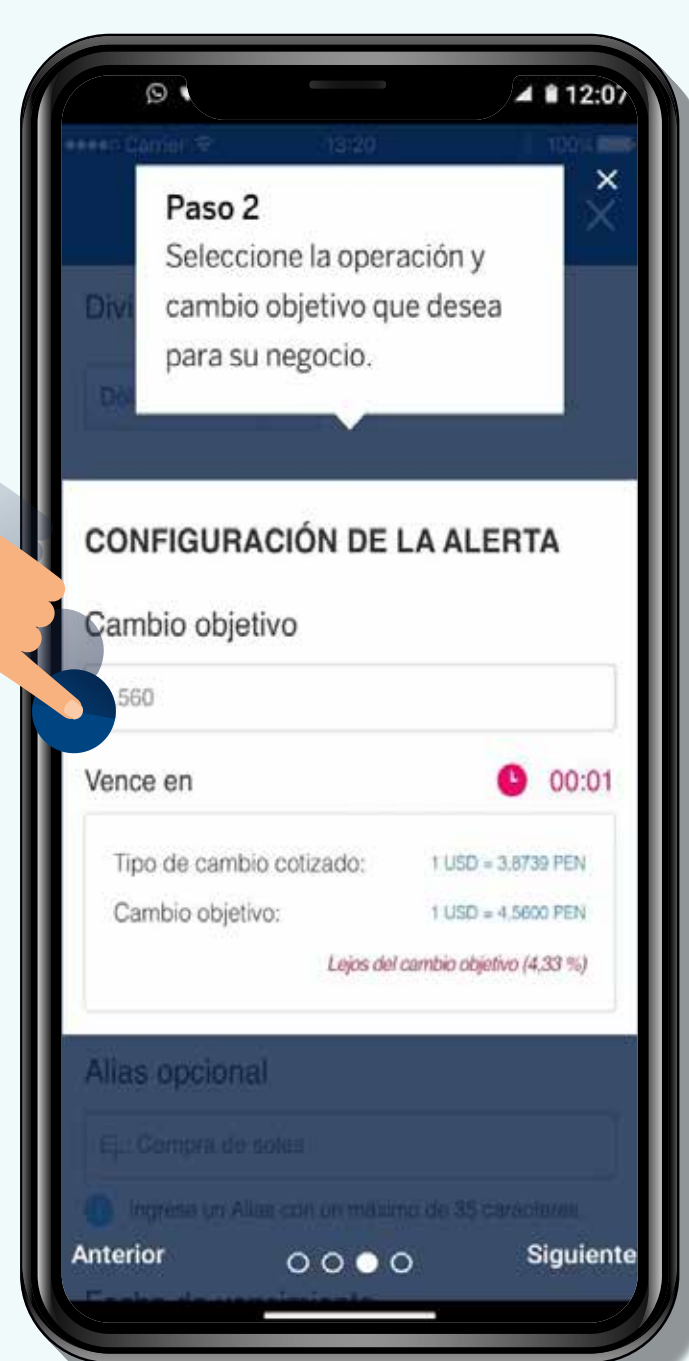 12:07
Carrier
13:20
100%
Paso 2
Seleccione la operación y
cambio objetivo que desea
para su negocio.
Divi
CONFIGURACIÓN DE LA ALERTA
Cambio objetivo
560
Vence en
00:01
Tipo de cambio cotizado:
1 USD = 3,8739 PEN
Cambio objetivo:
1 USD = 4,5600 PEN
Lejos del cambio objetivo (4,33 %)
Alias opcional
Ej.: Compra de soles
Ingrese un Alias con un máximo de 35 caracteres.
Anterior
Siguiente